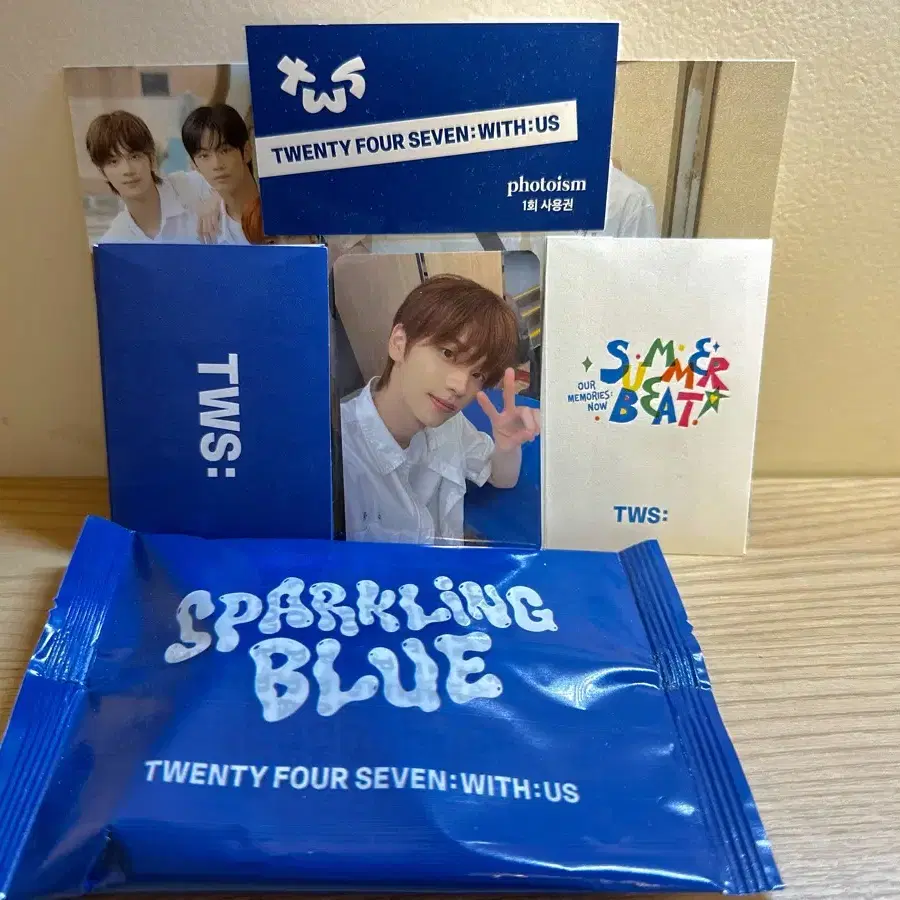 TWS
TWENTY FOUR SEVEN:WITH:US
photoism
1회 사용권
TWS:
OUR
MEMORIES:
NOW
SUMMER
BEAT!
TWS:
SPARKLING
BLUE
TWENTY FOUR SEVEN:WITH:US